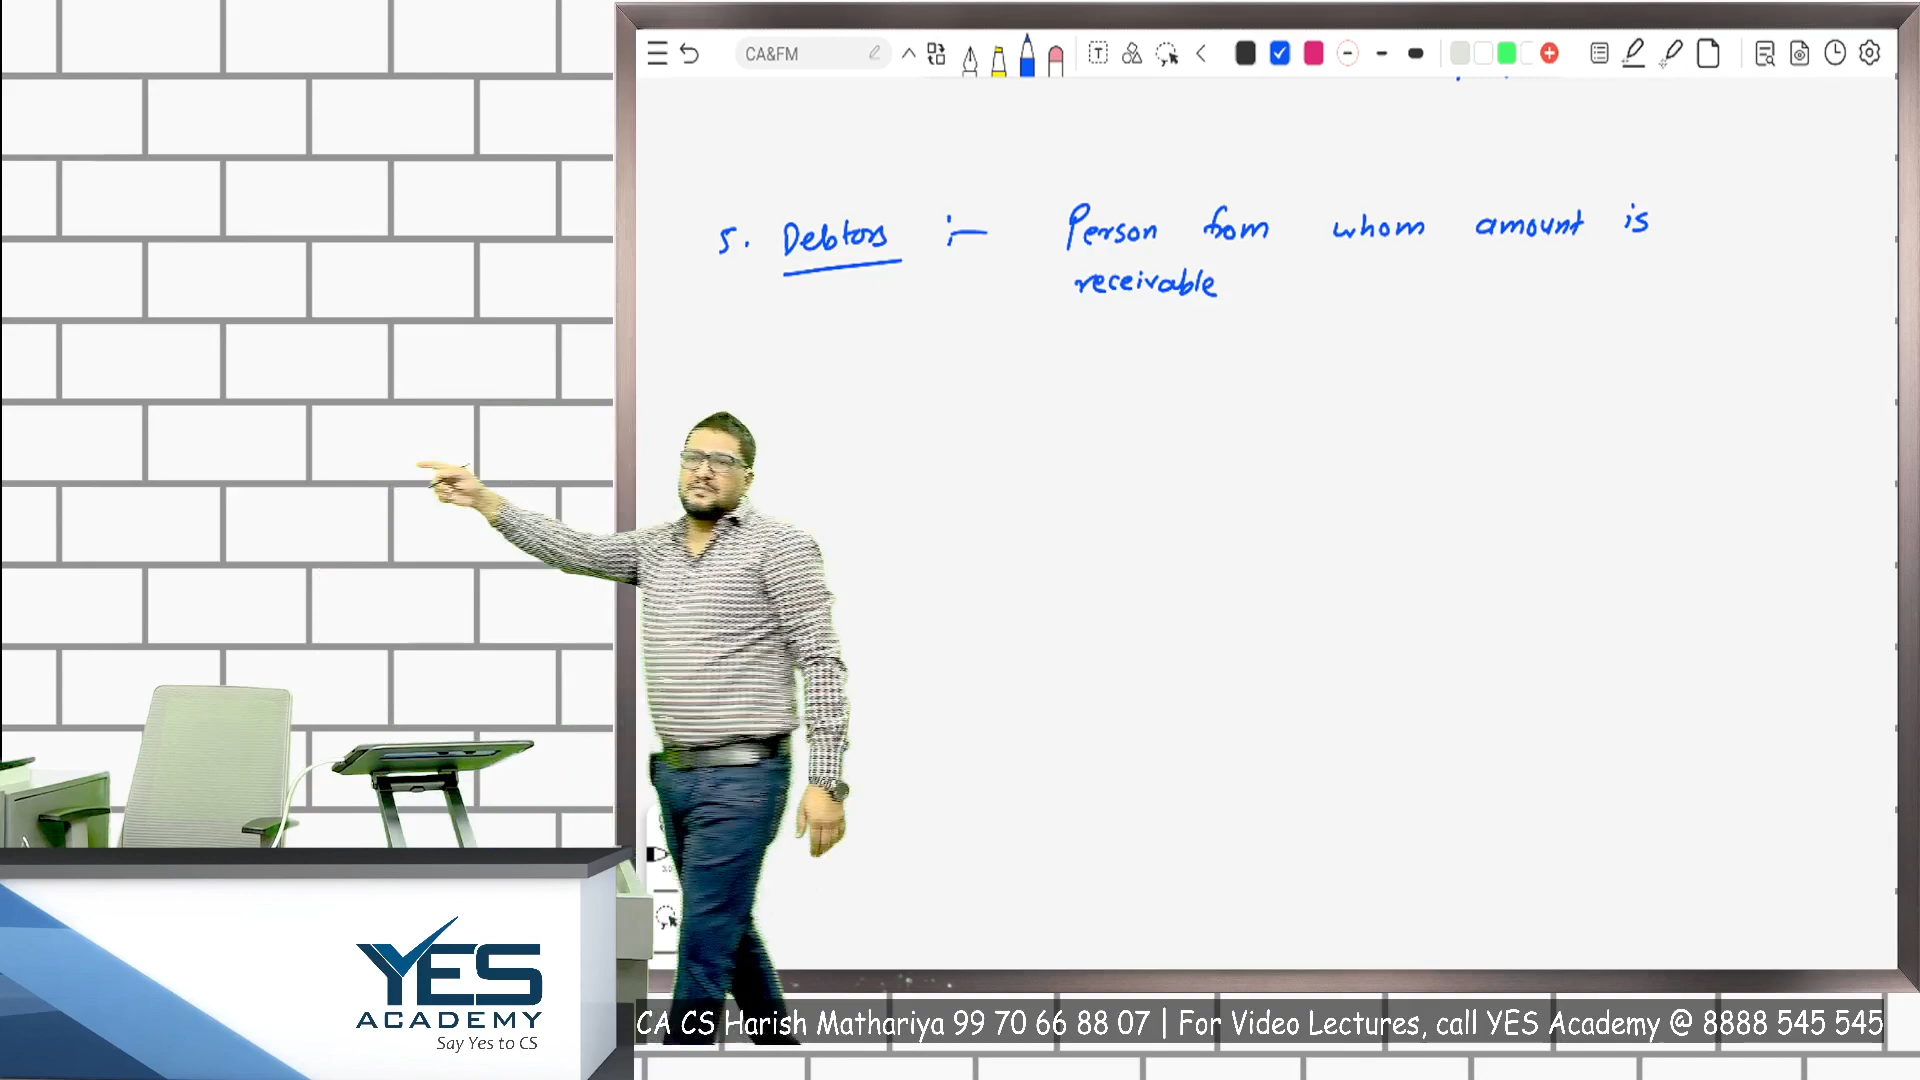 CA&FM
T
5. Debtors :- Person from whom amount is
receivable
YES
ACADEMY
Say Yes to CS
CA CS Harish Mathariya 99 70 66 88 07 | For Video Lectures, call YES Academy @ 8888 545 545